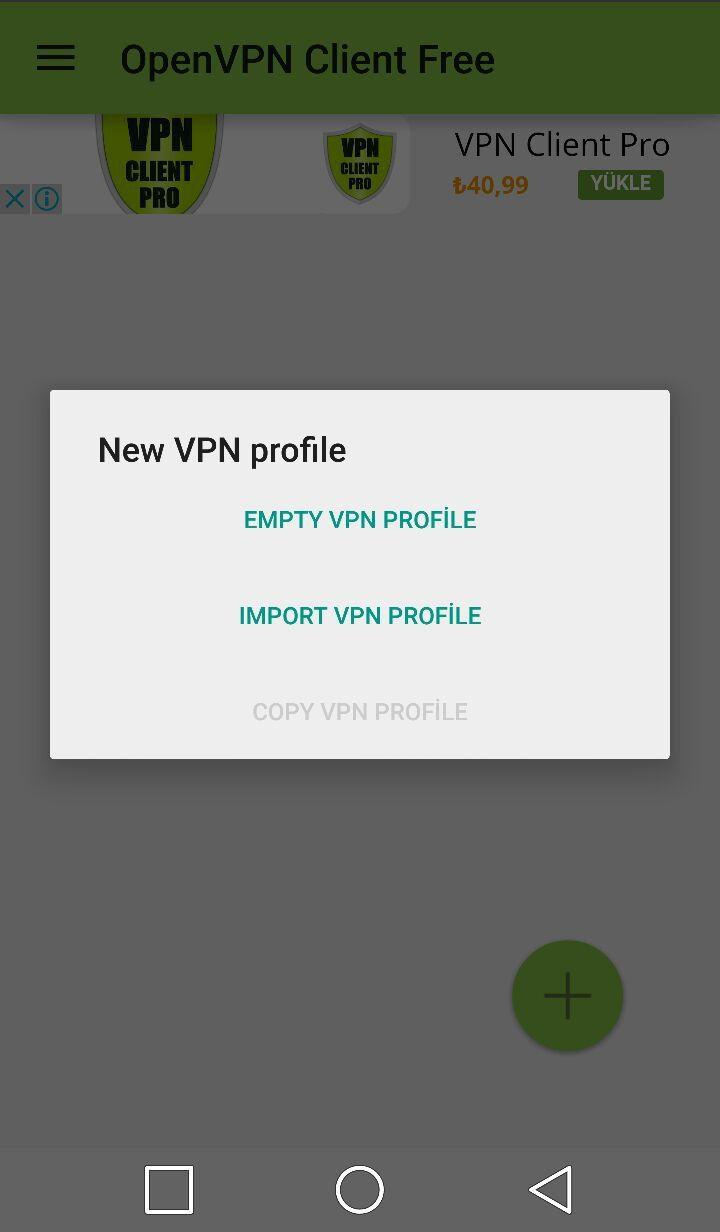 OpenVPN Client Free
VPN
CLIENT
PRO
VPN
CLIENT
PRO
VPN Client Pro
₺40,99
YÜKLE
New VPN profile
EMPTY VPN PROFİLE
IMPORT VPN PROFİLE
COPY VPN PROFİLE